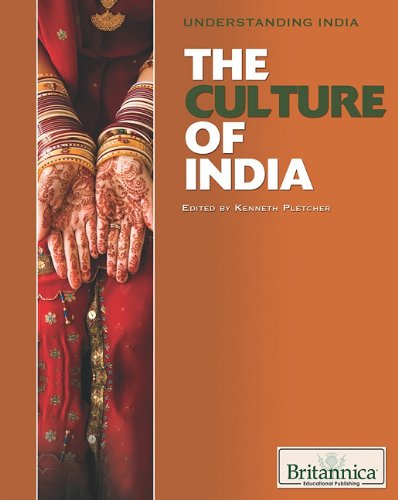 UNDERSTANDING INDIA
THE
CULTURE
OF
INDIA
EDITED BY KENNETH PLETCHER
Britannica®
Educational Publishing